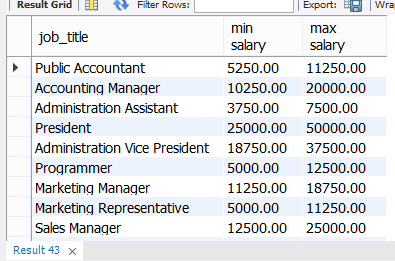 Result Grid Filter Rows: Export: Wrap
job_title min salary max salary
Public Accountant 5250.00 11250.00
Accounting Manager 10250.00 20000.00
Administration Assistant 3750.00 7500.00
President 25000.00 50000.00
Administration Vice President 18750.00 37500.00
Programmer 5000.00 12500.00
Marketing Manager 11250.00 18750.00
Marketing Representative 5000.00 11250.00
Sales Manager 12500.00 25000.00
Result 43 ×